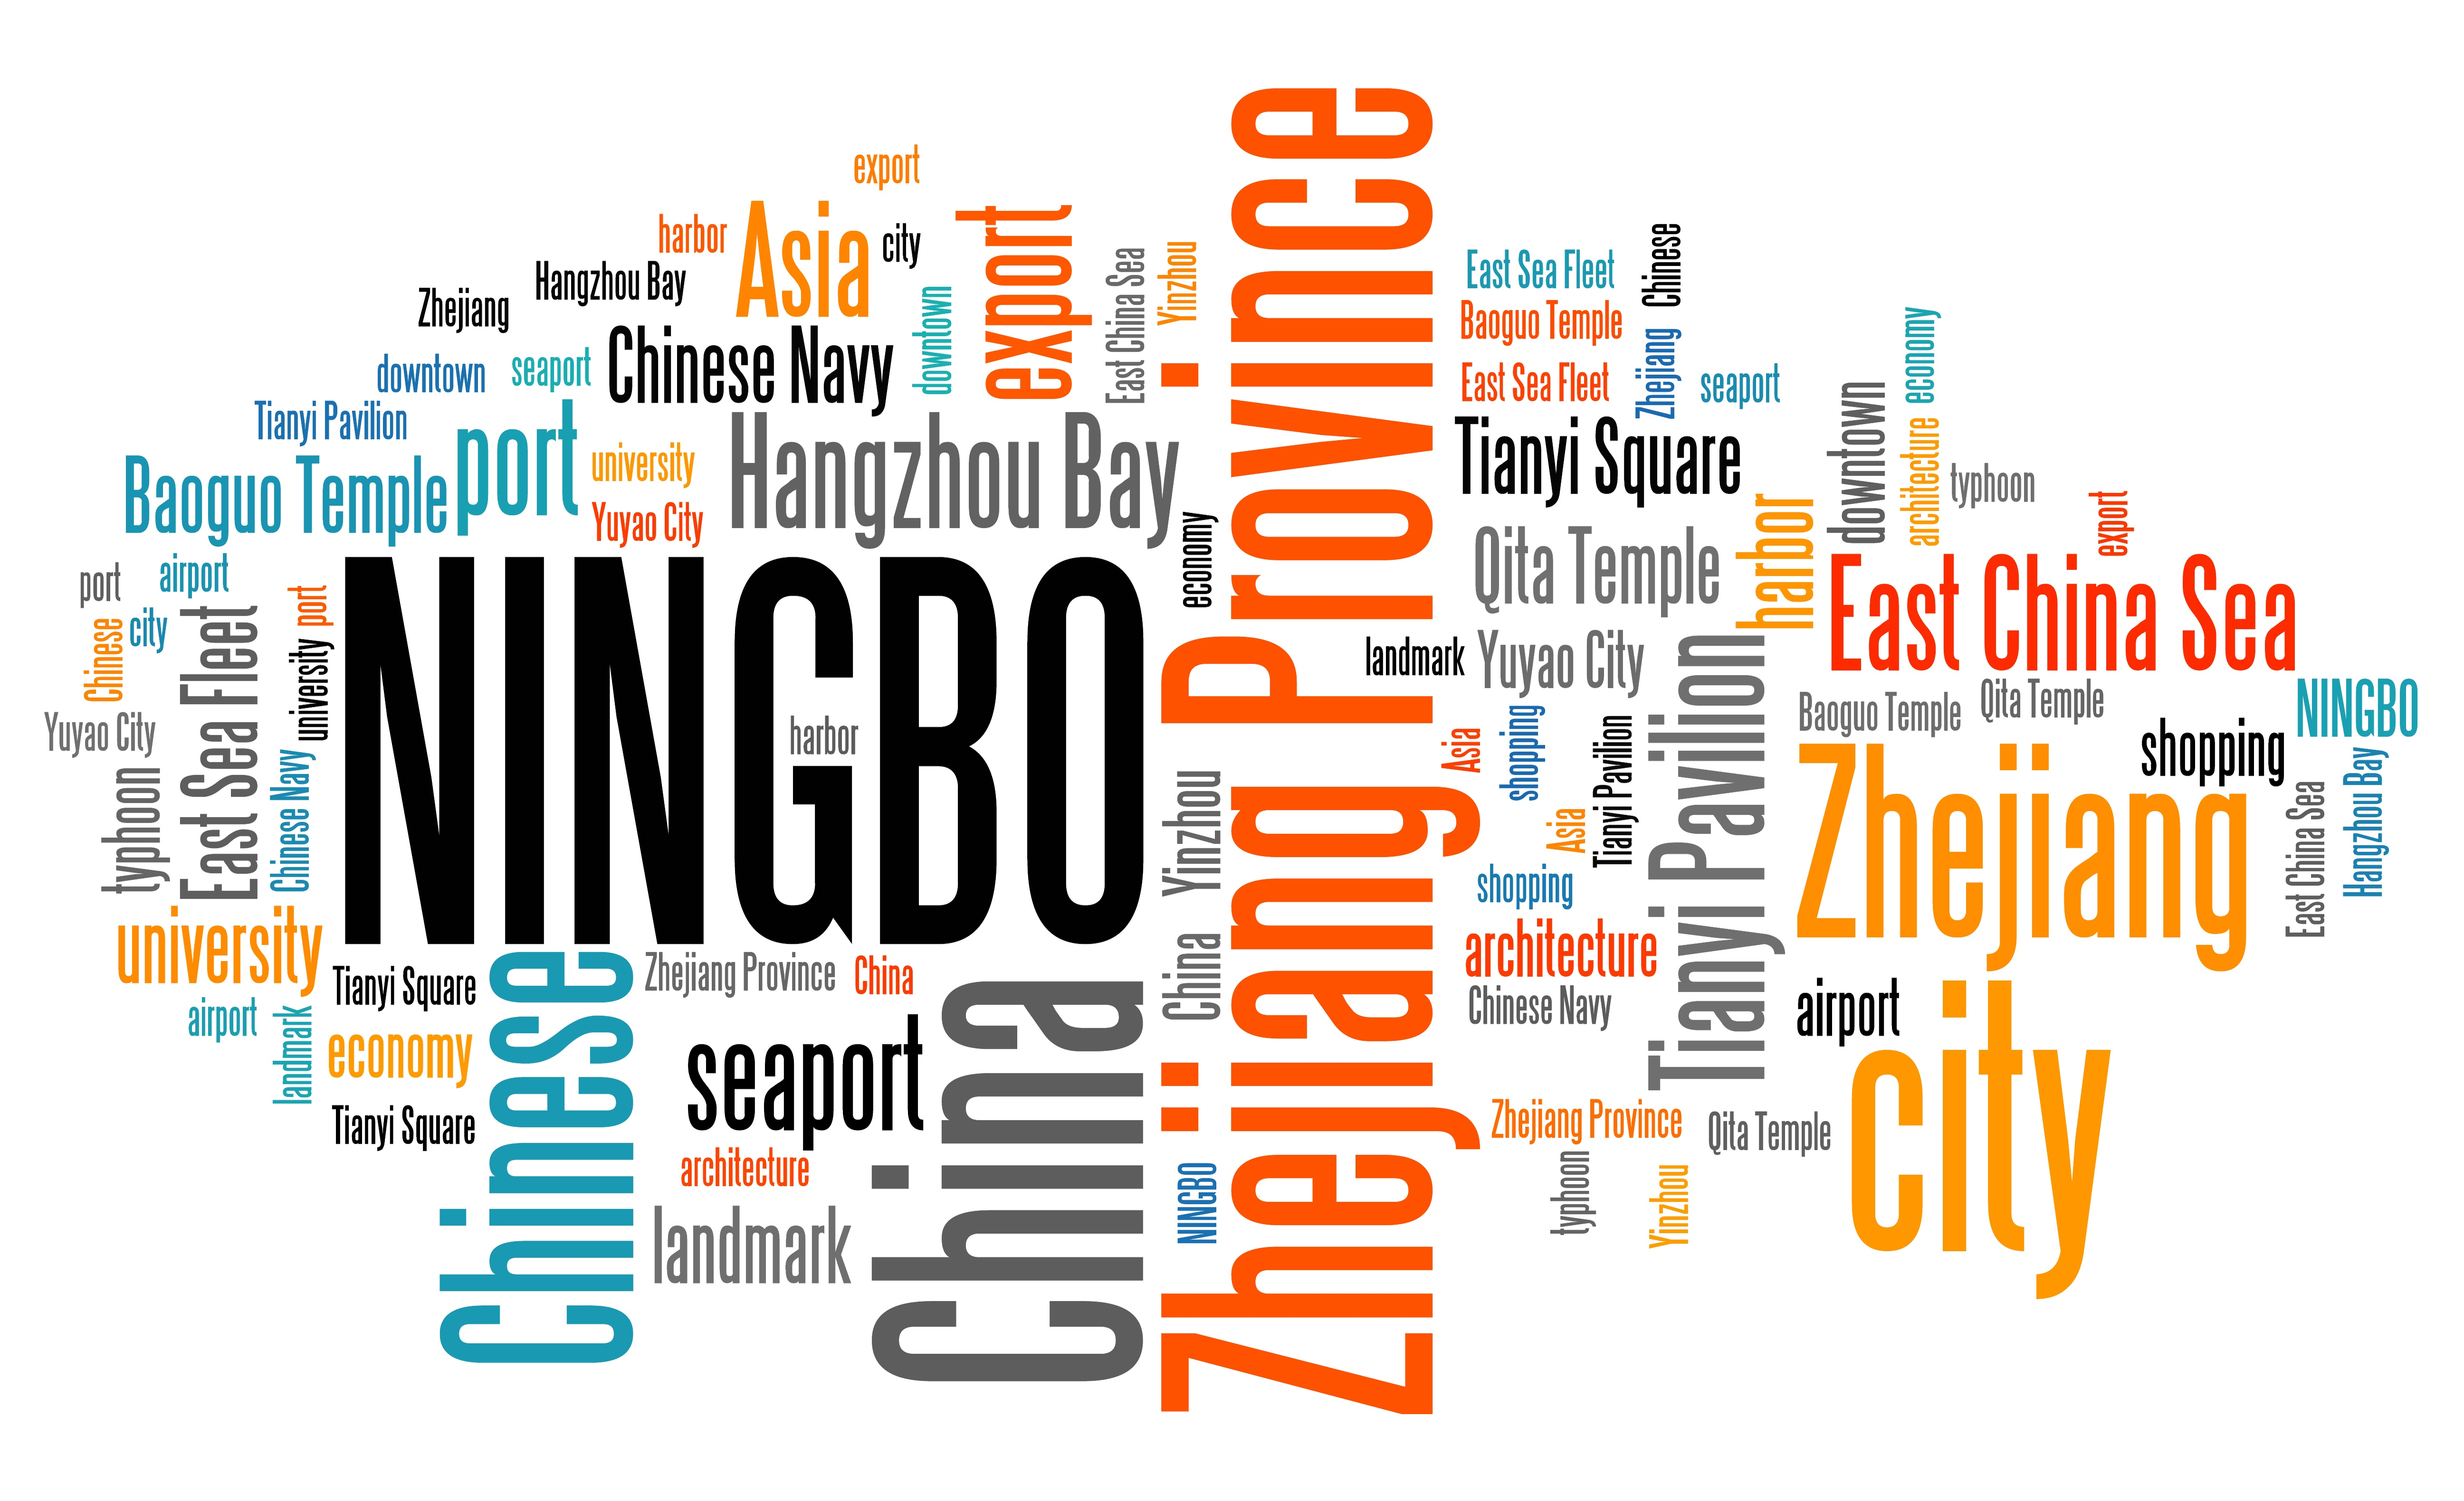 export
harbor
Asia
city
export
Hangzhou Bay
Zhejiang
Chinese Navy
downtown
East China Sea
Yinzhou
downtown
seaport
Tianyi Pavilion
port
university
Hangzhou Bay
Baoguo Temple
Yuyao City
economy
port
airport
port
city
Chinese
East Sea Fleet
university
NINGBO
harbor
Yuyao City
typhoon
Chinese Navy
Yinzhou
China
university
Tianyi Square
Chinese
Zhejiang Province
China
China
airport
landmark
economy
seaport
Tianyi Square
architecture
landmark
NINGBO
Zhejiang Province
East Sea Fleet
Chinese
Baoguo Temple
Zhejiang
East Sea Fleet
seaport
economy
Tianyi Square
downtown
architecture
typhoon
harbor
export
Qita Temple
East China Sea
landmark
Yuyao City
Tianyi Pavilion
Baoguo Temple
Qita Temple
NINGBO
Asia
shopping
Tianyi Pavilion
shopping
Zhejiang
Asia
East China Sea
Hangzhou Bay
shopping
architecture
Chinese Navy
airport
city
Zhejiang Province
Qita Temple
typhoon
Yinzhou